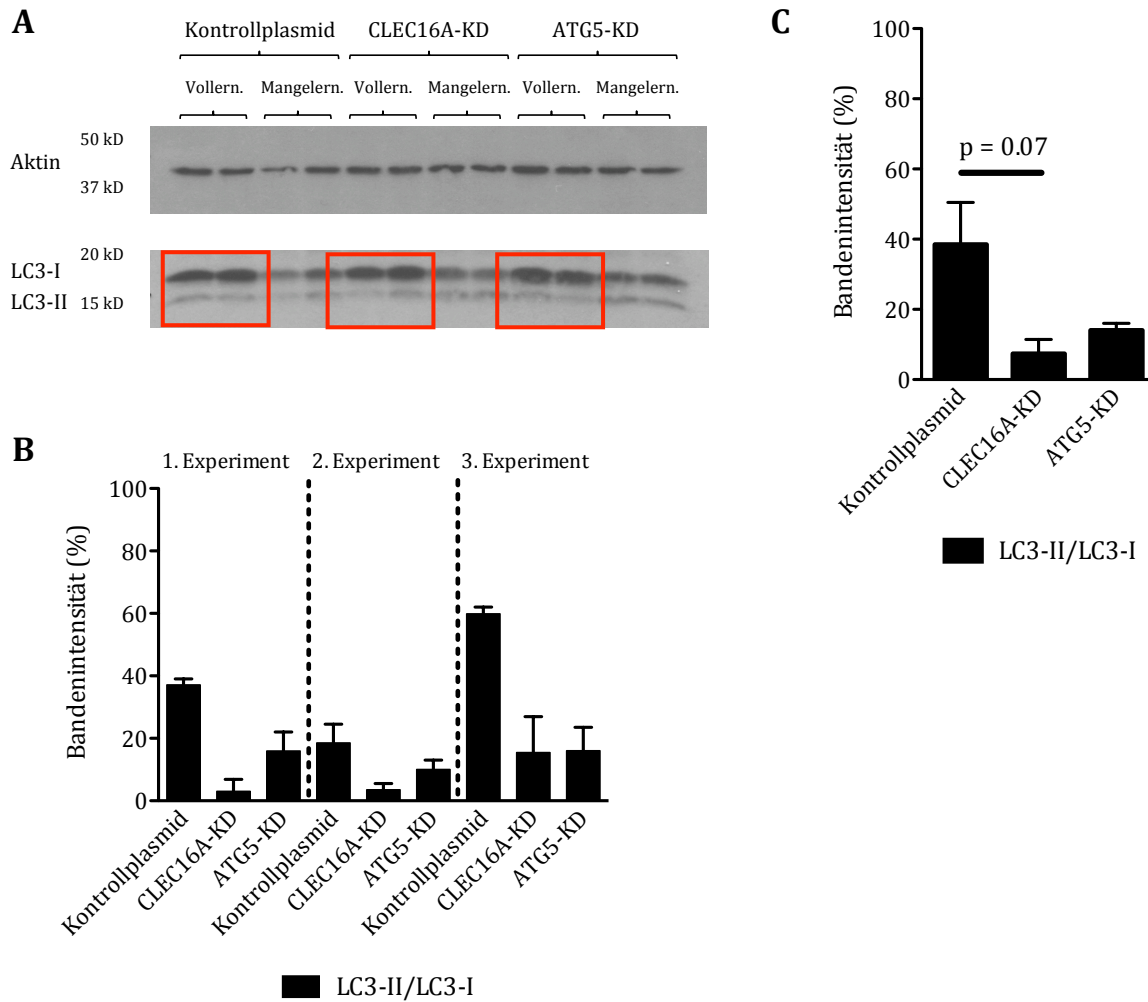 A
Kontrollplasmid CLEC16A-KD ATG5-KD
Vollern. Mangelern. Vollern. Mangelern. Vollern. Mangelern.
50 kD
Aktin
37 kD
20 kD
LC3-I
LC3-II
15 kD
B
1. Experiment 2. Experiment 3. Experiment
Bandenintensität (%)
100
80
60
40
20
0
Kontrollplasmid
CLEC16A-KD
ATG5-KD
Kontrollplasmid
CLEC16A-KD
ATG5-KD
Kontrollplasmid
CLEC16A-KD
ATG5-KD
LC3-II/LC3-I
C
Bandenintensität (%)
100
80
60
40
20
0
p = 0.07
Kontrollplasmid
CLEC16A-KD
ATG5-KD
LC3-II/LC3-I